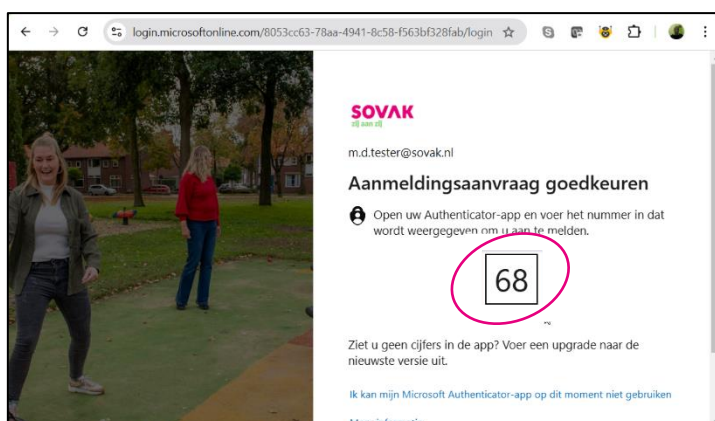 login.microsoftonline.com/8053cc63-78aa-4941-8c58-f563bf328fab/login
SOVAK
zij aan zij
m.d.tester@sovak.nl
Aanmeldingsaanvraag goedkeuren
Open uw Authenticator-app en voer het nummer in dat
wordt weergegeven om u aan te melden.
68
Ziet u geen cijfers in de app? Voer een upgrade naar de
nieuwste versie uit.
Ik kan mijn Microsoft Authenticator-app op dit moment niet gebruiken